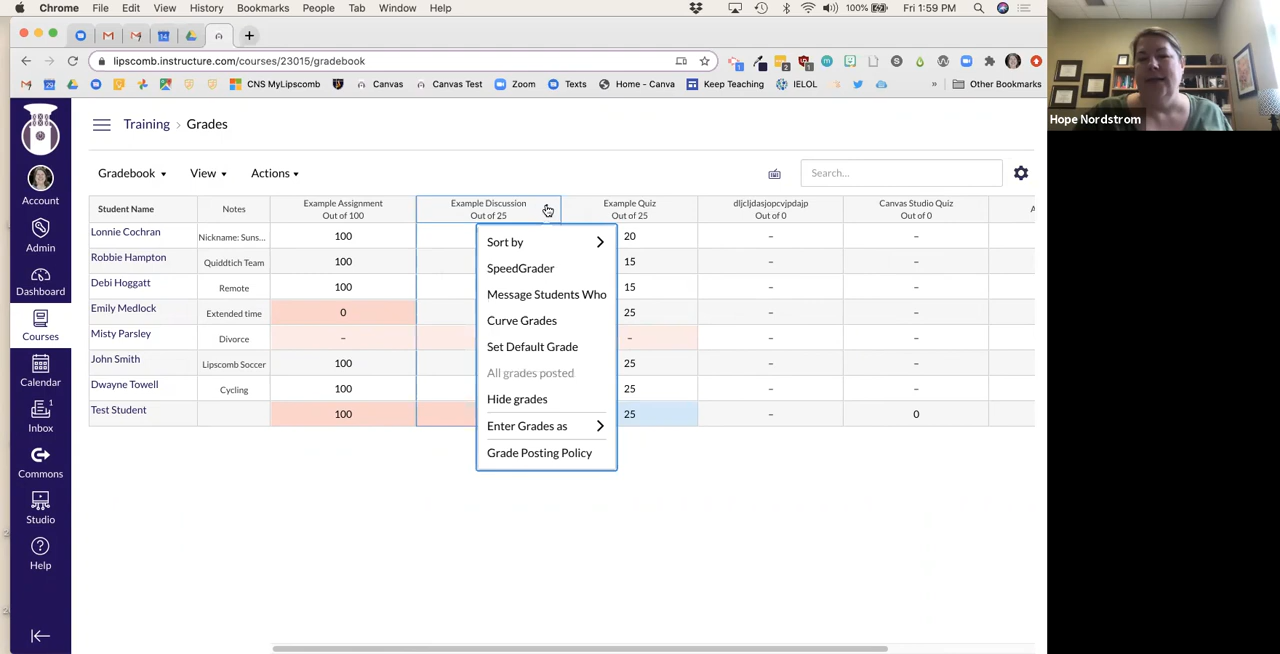 Chrome File Edit View History Bookmarks People Tab Window Help
100% Fri 1:59 PM
lipscomb.instructure.com/courses/23015/gradebook
CNS MyLipscomb Canvas Canvas Test Zoom Texts Home - Canva Keep Teaching IELOL » Other Bookmarks
Hope Nordstrom
Training › Grades
Gradebook View Actions Search...
Student Name Notes Example Assignment Example Discussion Example Quiz dljcljdasjopcvjpdajp Canvas Studio Quiz A
Out of 100 Out of 25 Out of 25 Out of 0 Out of 0
Lonnie Cochran Nickname: Suns... 100 20 – –
Robbie Hampton Quiddtich Team 100 15 – –
Debi Hoggatt Remote 100 15 – –
Emily Medlock Extended time 0 25 – –
Misty Parsley Divorce – – – –
John Smith Lipscomb Soccer 100 25 – –
Dwayne Towell Cycling 100 25 – –
Test Student 100 25 – 0
Sort by
SpeedGrader
Message Students Who
Curve Grades
Set Default Grade
All grades posted
Hide grades
Enter Grades as
Grade Posting Policy
Account
Admin
Dashboard
Courses
Calendar
1
Inbox
Commons
Studio
Help